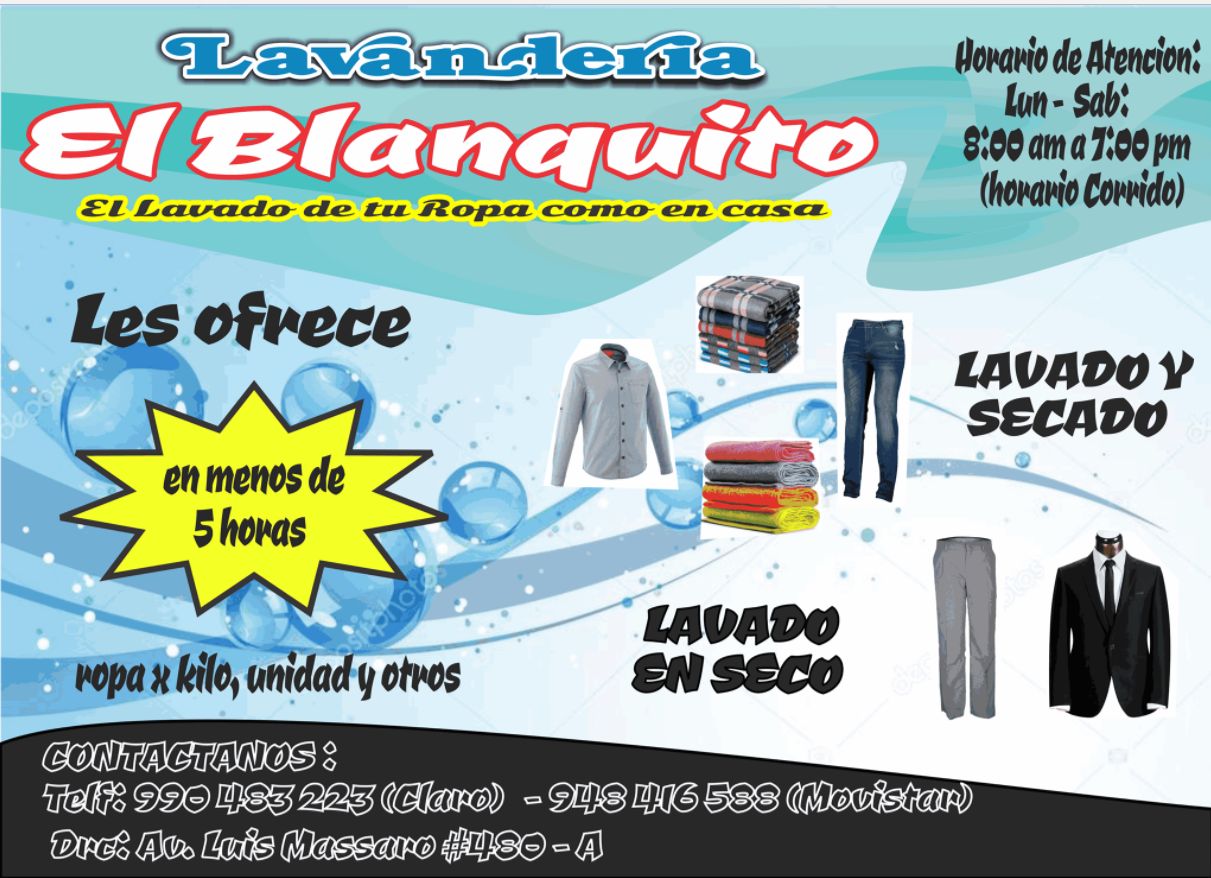 Lavanderia
El Blanquito
El Lavado de tu Ropa como en casa
Horario de Atencion:
Lun - Sab:
8:00 am a 7:00 pm
(horario Corrido)
Les ofrece
en menos de
5 horas
ropa x kilo, unidad y otros
LAVADO Y
SECADO
LAVADO
EN SECO
CONTACTANOS :
Telf: 990 483 223 (Claro) - 948 416 588 (Movistar)
Drc: Av. Luis Massaro #480 - A
depositphotos